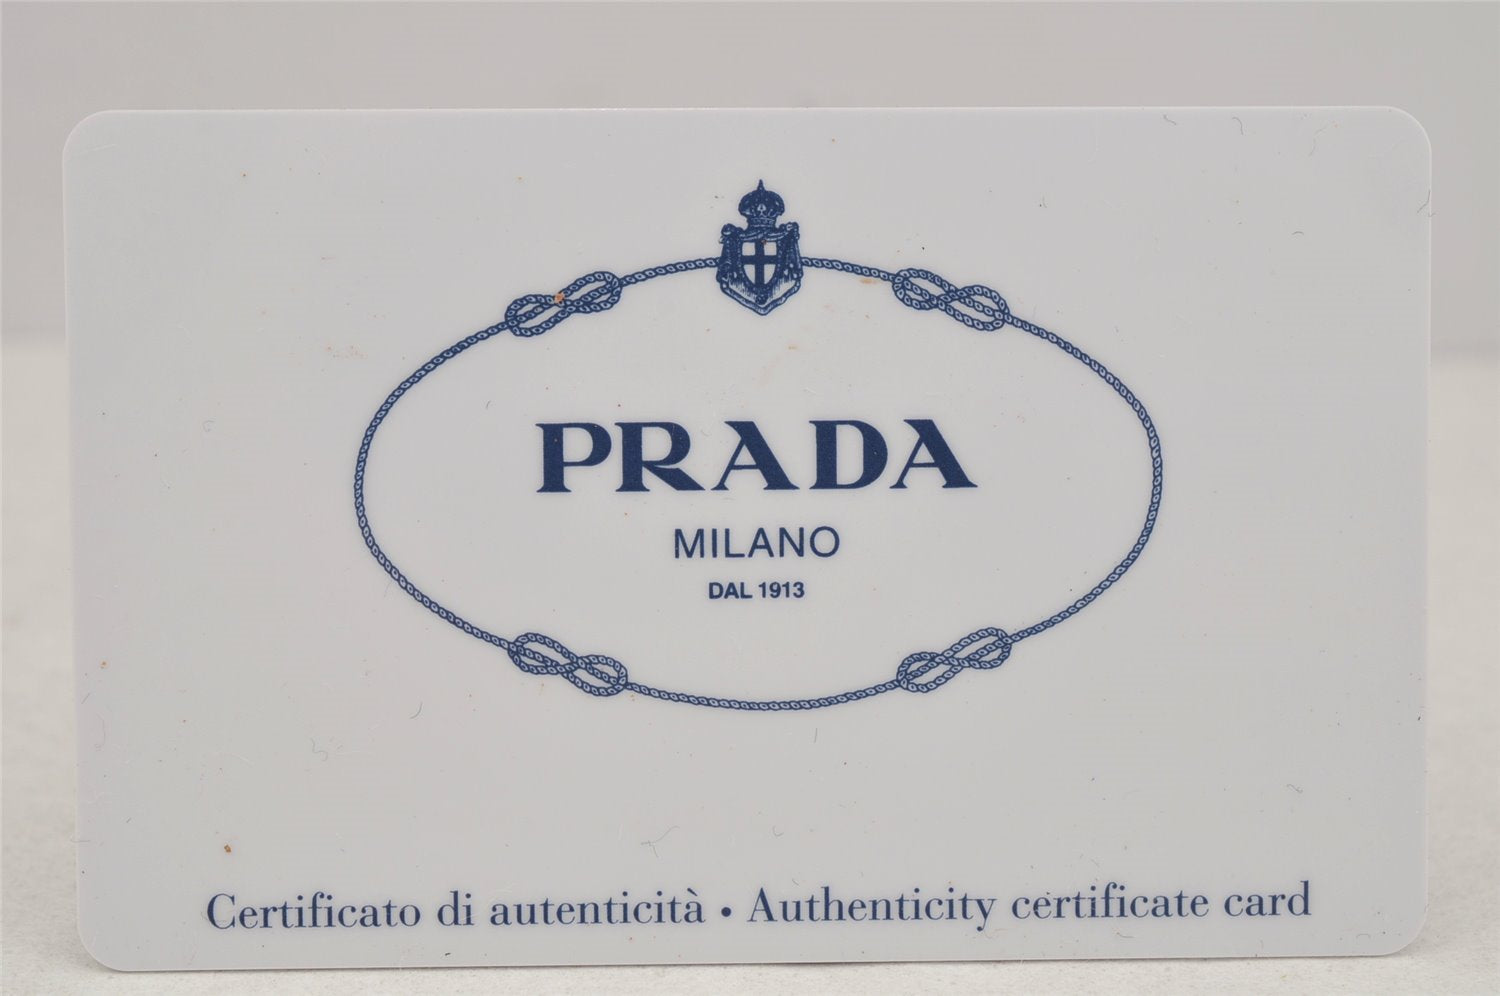 PRADA
MILANO
DAL 1913
Certificato di autenticità • Authenticity certificate card